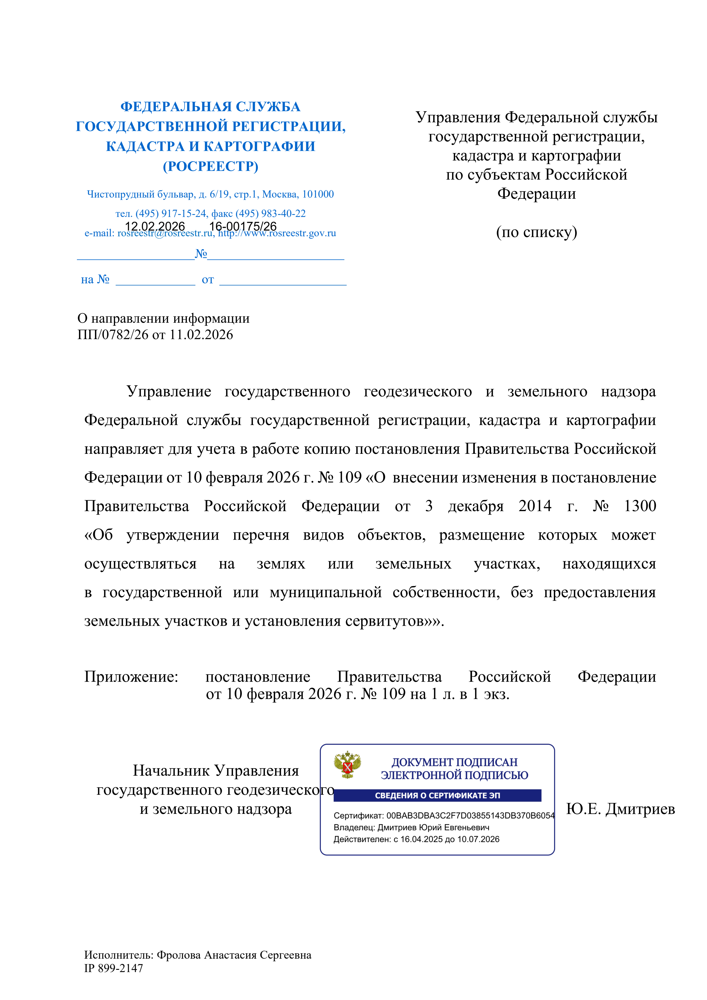 ФЕДЕРАЛЬНАЯ СЛУЖБА
ГОСУДАРСТВЕННОЙ РЕГИСТРАЦИИ,
КАДАСТРА И КАРТОГРАФИИ
(РОСРЕЕСТР)
Чистопрудный бульвар, д. 6/19, стр.1, Москва, 101000
тел. (495) 917-15-24, факс (495) 983-40-22
12.02.2026 16-00175/26
e-mail: rosreestr@rosreestr.ru, http://www.rosreestr.gov.ru
№
на № от
Управления Федеральной службы
государственной регистрации,
кадастра и картографии
по субъектам Российской
Федерации
(по списку)
О направлении информации
ПП/0782/26 от 11.02.2026
Управление государственного геодезического и земельного надзора
Федеральной службы государственной регистрации, кадастра и картографии
направляет для учета в работе копию постановления Правительства Российской
Федерации от 10 февраля 2026 г. № 109 «О внесении изменения в постановление
Правительства Российской Федерации от 3 декабря 2014 г. № 1300
«Об утверждении перечня видов объектов, размещение которых может
осуществляться на землях или земельных участках, находящихся
в государственной или муниципальной собственности, без предоставления
земельных участков и установления сервитутов»».
Приложение: постановление Правительства Российской Федерации
от 10 февраля 2026 г. № 109 на 1 л. в 1 экз.
Начальник Управления
государственного геодезического
и земельного надзора
ДОКУМЕНТ ПОДПИСАН
ЭЛЕКТРОННОЙ ПОДПИСЬЮ
СВЕДЕНИЯ О СЕРТИФИКАТЕ ЭП
Сертификат: 00BAB3DBA3C2F7D03855143DB370B6054
Владелец: Дмитриев Юрий Евгеньевич
Действителен: с 16.04.2025 до 10.07.2026
Ю.Е. Дмитриев
Исполнитель: Фролова Анастасия Сергеевна
IP 899-2147